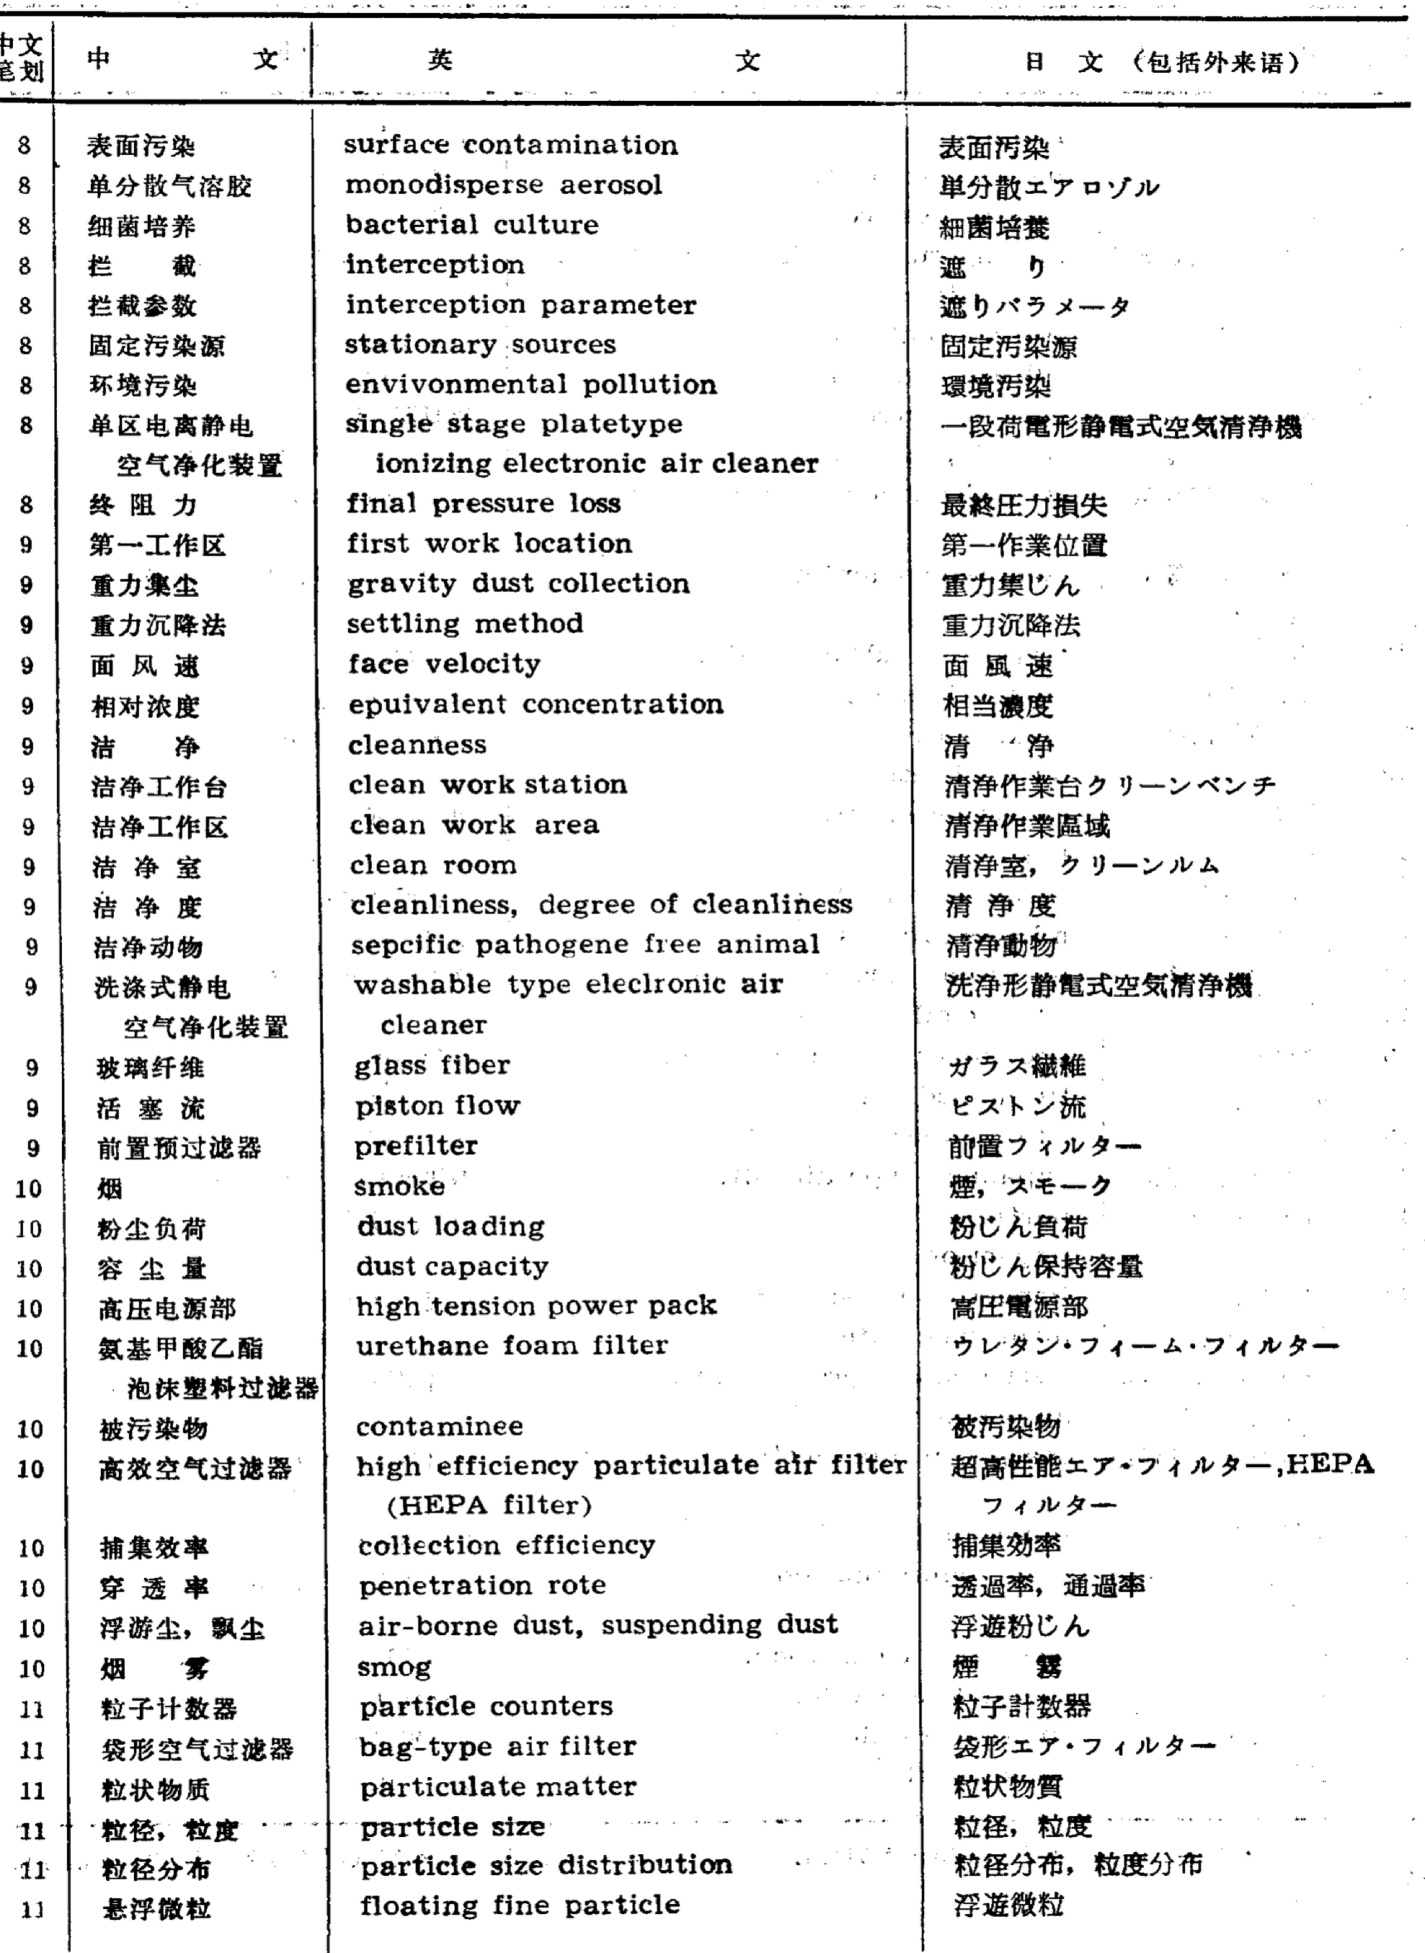 中文 中 文 英 文 日 文 （包括外来语）
笔划
8 表面污染 surface contamination 表面汚染
8 单分散气溶胶 monodisperse aerosol 単分散エアロゾル
8 细菌培养 bacterial culture 細菌培養
8 拦 截 interception 遮 り
8 拦截参数 interception parameter 遮りパラメータ
8 固定污染源 stationary sources 固定汚染源
8 环境污染 envivonmental pollution 環境汚染
8 单区电离静电 single stage platetype 一段荷電形静電式空気清浄機
空气净化装置 ionizing electronic air cleaner
8 终 阻 力 final pressure loss 最終圧力損失
9 第一工作区 first work location 第一作業位置
9 重力集尘 gravity dust collection 重力集じん
9 重力沉降法 settling method 重力沉降法
9 面 风 速 face velocity 面 風 速
9 相对浓度 epuivalent concentration 相当濃度
9 洁 净 cleanness 清 浄
9 洁净工作台 clean work station 清浄作業台クリーンベンチ
9 洁净工作区 clean work area 清浄作業區域
9 洁 净 室 clean room 清浄室，クリーンルム
9 洁 净 度 cleanliness, degree of cleanliness 清 浄 度
9 洁净动物 sepcific pathogene free animal 清浄動物
9 洗涤式静电 washable type eleclronic air 洗浄形静電式空気清浄機
空气净化装置 cleaner
9 玻璃纤维 glass fiber ガラス繊維
9 活 塞 流 piston flow ピストン流
9 前置预过滤器 prefilter 前置フィルター
10 烟 smoke 煙，スモーク
10 粉尘负荷 dust loading 粉じん負荷
10 容 尘 量 dust capacity 粉じん保持容量
10 高压电源部 high tension power pack 高圧電源部
10 氨基甲酸乙酯 urethane foam filter ウレタン・フィーム・フィルター
泡沫塑料过滤器
10 被污染物 contaminee 被汚染物
10 高效空气过滤器 high efficiency particulate air filter 超高性能エア・フィルター,HEPA
(HEPA filter) フィルター
10 捕集效率 collection efficiency 捕集効率
10 穿 透 率 penetration rote 透過率，通過率
10 浮游尘，飘尘 air-borne dust, suspending dust 浮遊粉じん
10 烟 雾 smog 煙 霧
11 粒子计数器 particle counters 粒子計数器
11 袋形空气过滤器 bag-type air filter 袋形エア・フィルター
11 粒状物质 particulate matter 粒状物質
11 粒径，粒度 particle size 粒径，粒度
11 粒径分布 particle size distribution 粒径分布，粒度分布
11 悬浮微粒 floating fine particle 浮遊微粒